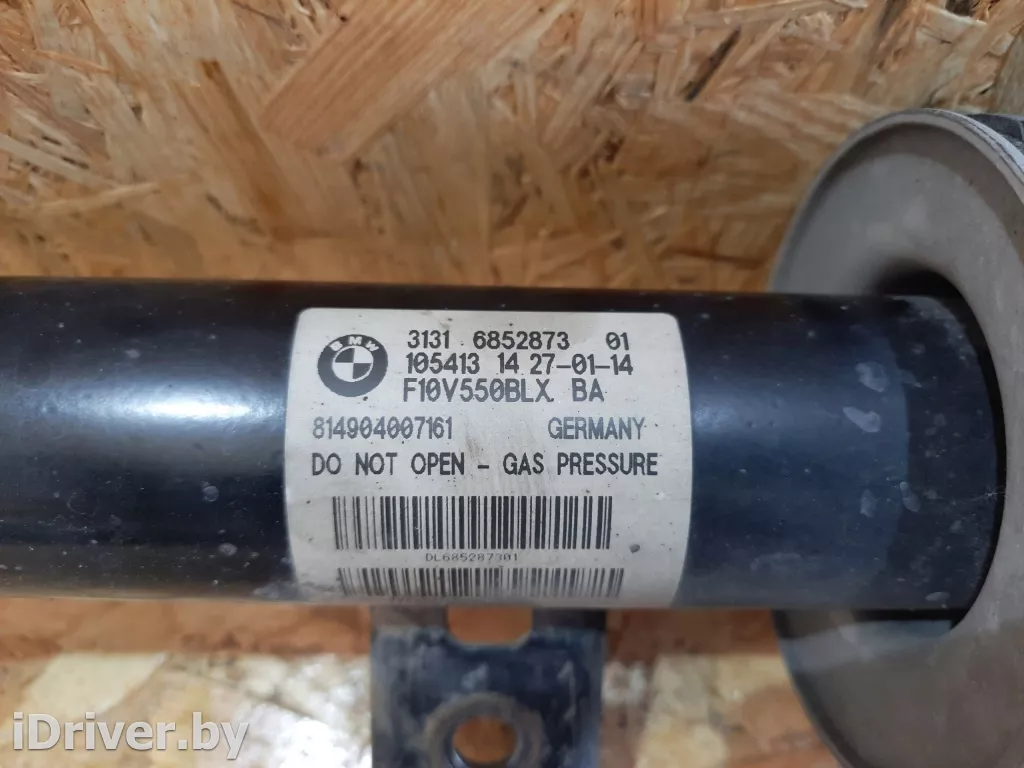 BMW
3131 6852873 01
105413 14 27-01-14
F10V550BLX BA
814904007161 GERMANY
DO NOT OPEN - GAS PRESSURE
DL685287301
iDriver.by